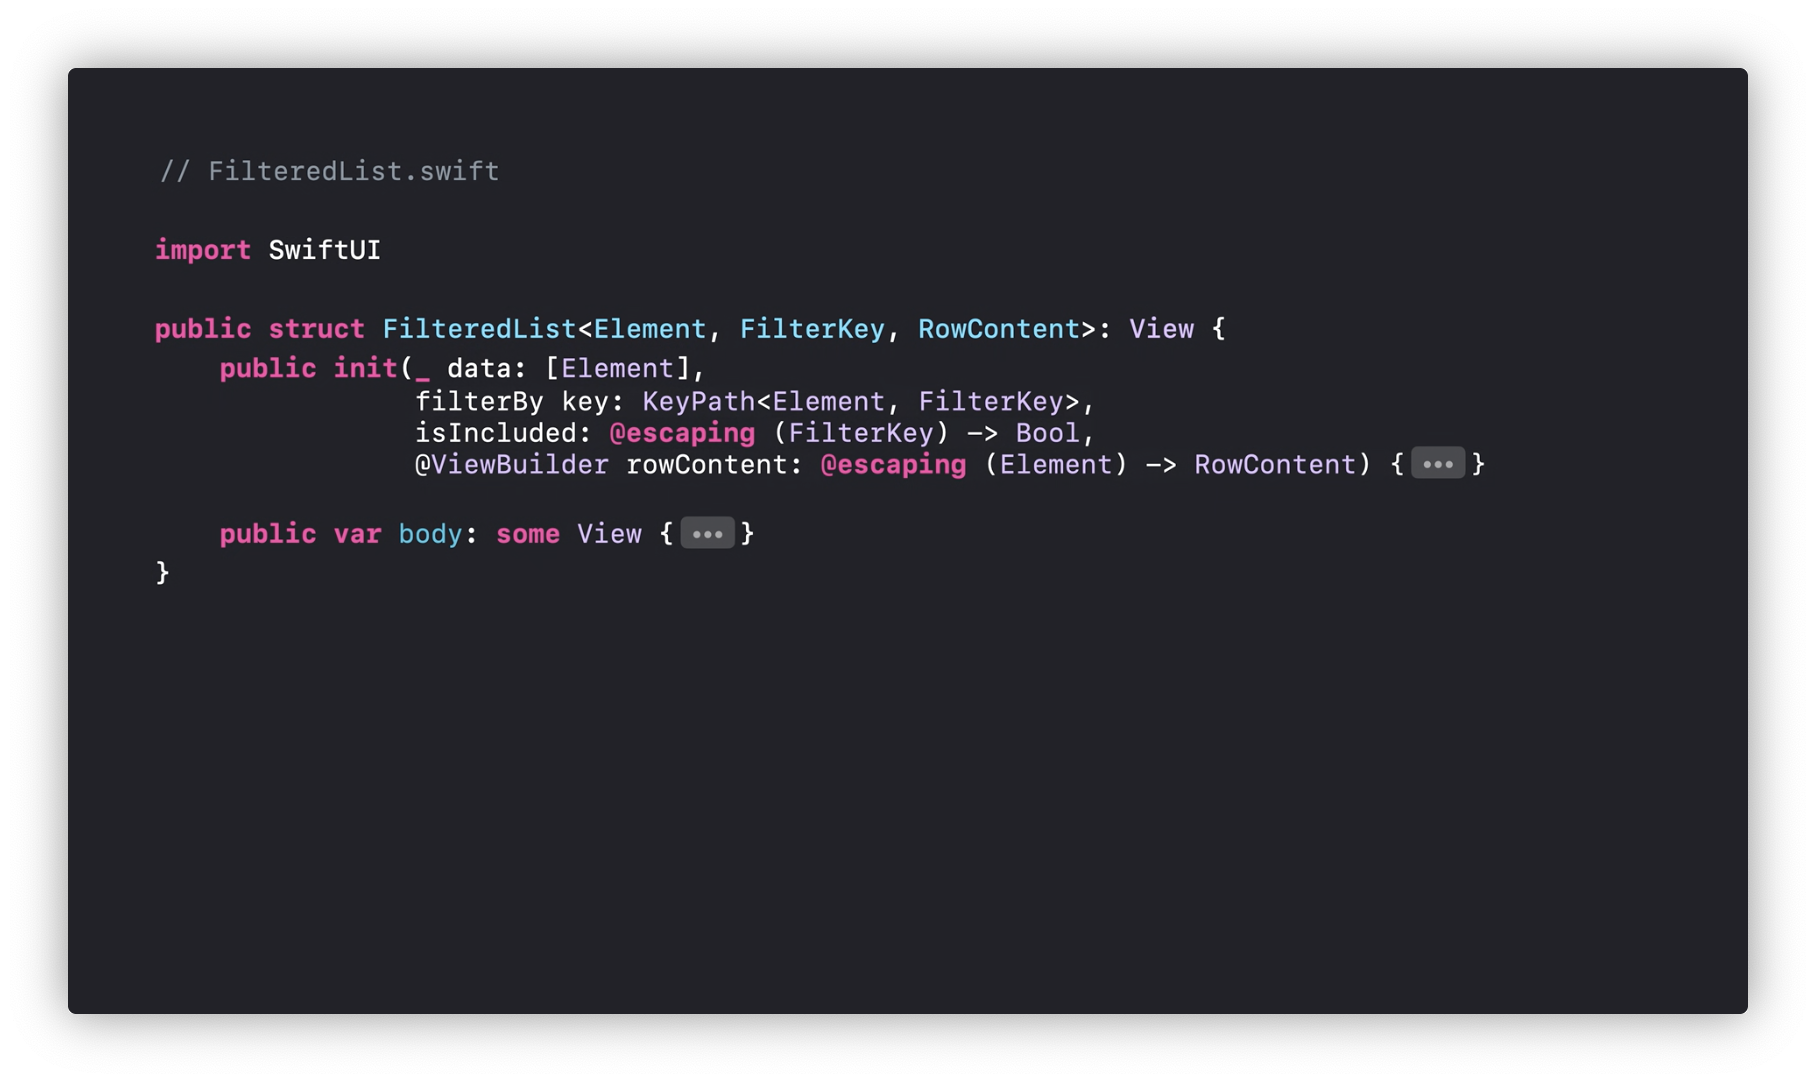 // FilteredList.swift
import SwiftUI
public struct FilteredList<Element, FilterKey, RowContent>: View {
public init(_ data: [Element],
filterBy key: KeyPath<Element, FilterKey>,
isIncluded: @escaping (FilterKey) -> Bool,
@ViewBuilder rowContent: @escaping (Element) -> RowContent) {•••}
public var body: some View {•••}
}